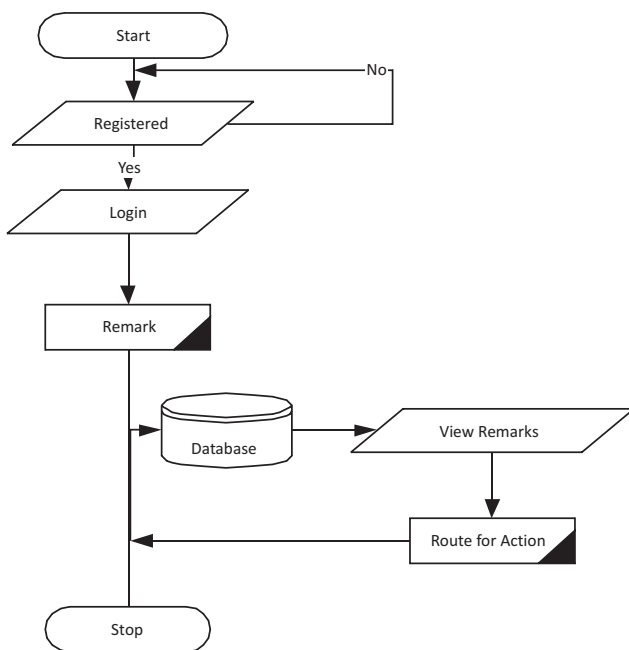 Start
No
Registered
Yes
Login
Remark
Database
View Remarks
Route for Action
Stop